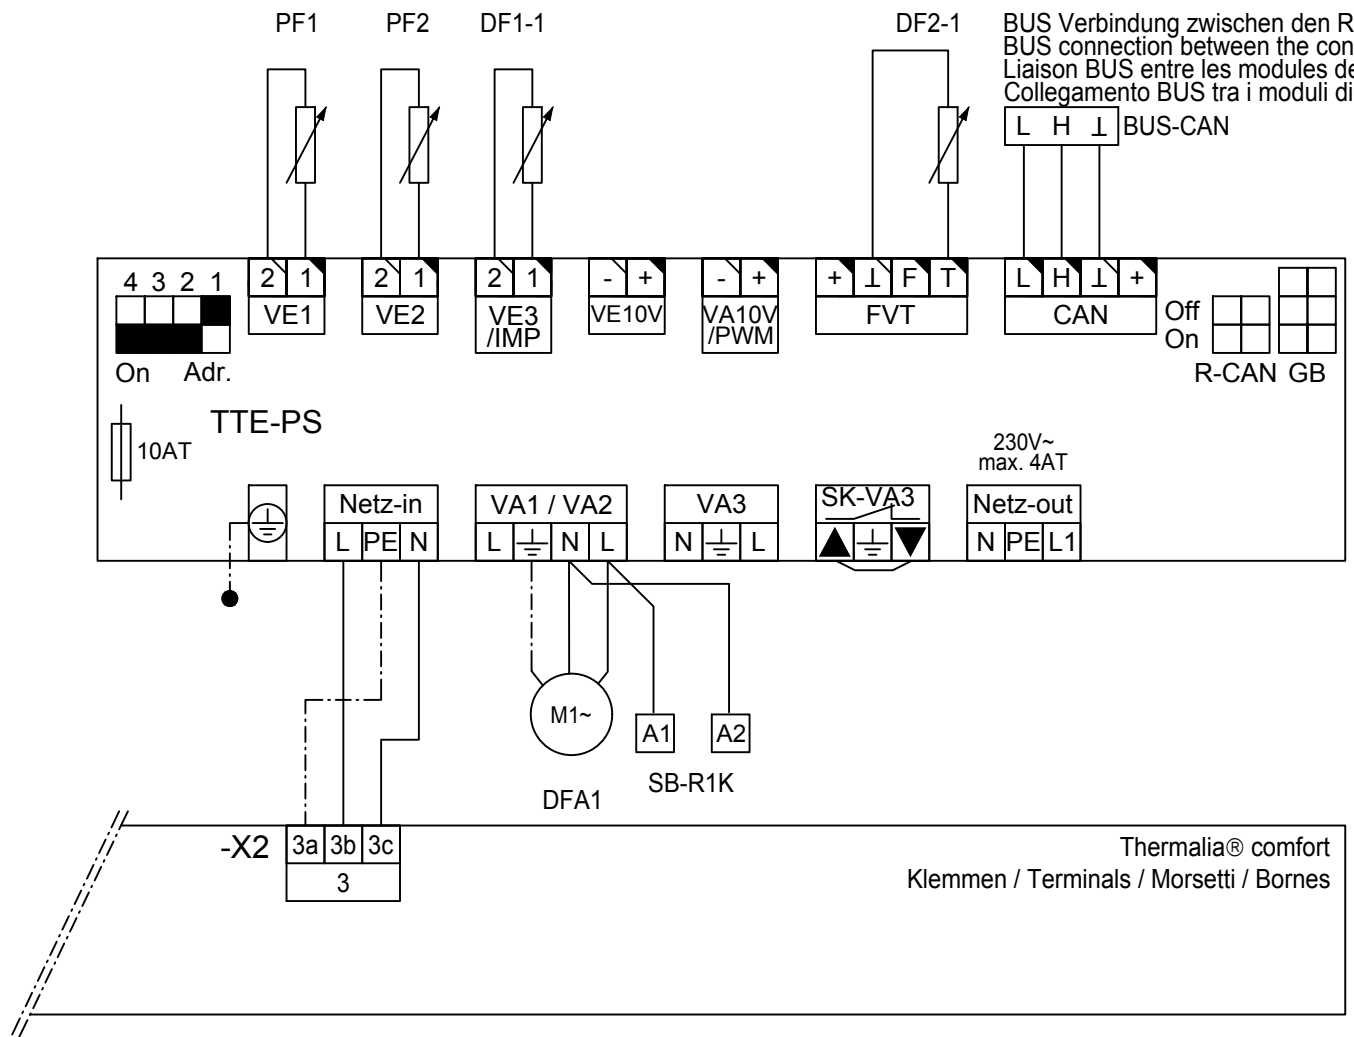 PF1 PF2 DF1-1 DF2-1
BUS Verbindung zwischen den R
BUS connection between the con
Liaison BUS entre les modules de
Collegamento BUS tra i moduli di
L H ⊥ BUS-CAN
4 3 2 1
2 1 2 1 2 1 - + - + + ⊥ F T L H ⊥ +
VE1 VE2 VE3 VE10V VA10V FVT CAN
/IMP /PWM
Off
On
On Adr. R-CAN GB
TTE-PS
10AT
230V~
max. 4AT
Netz-in VA1 / VA2 VA3 SK-VA3 Netz-out
L PE N L N L N L ▲ ▼ N PE L1
M1~ A1 A2
SB-R1K
DFA1
-X2 3a 3b 3c
3
Thermalia® comfort
Klemmen / Terminals / Morsetti / Bornes